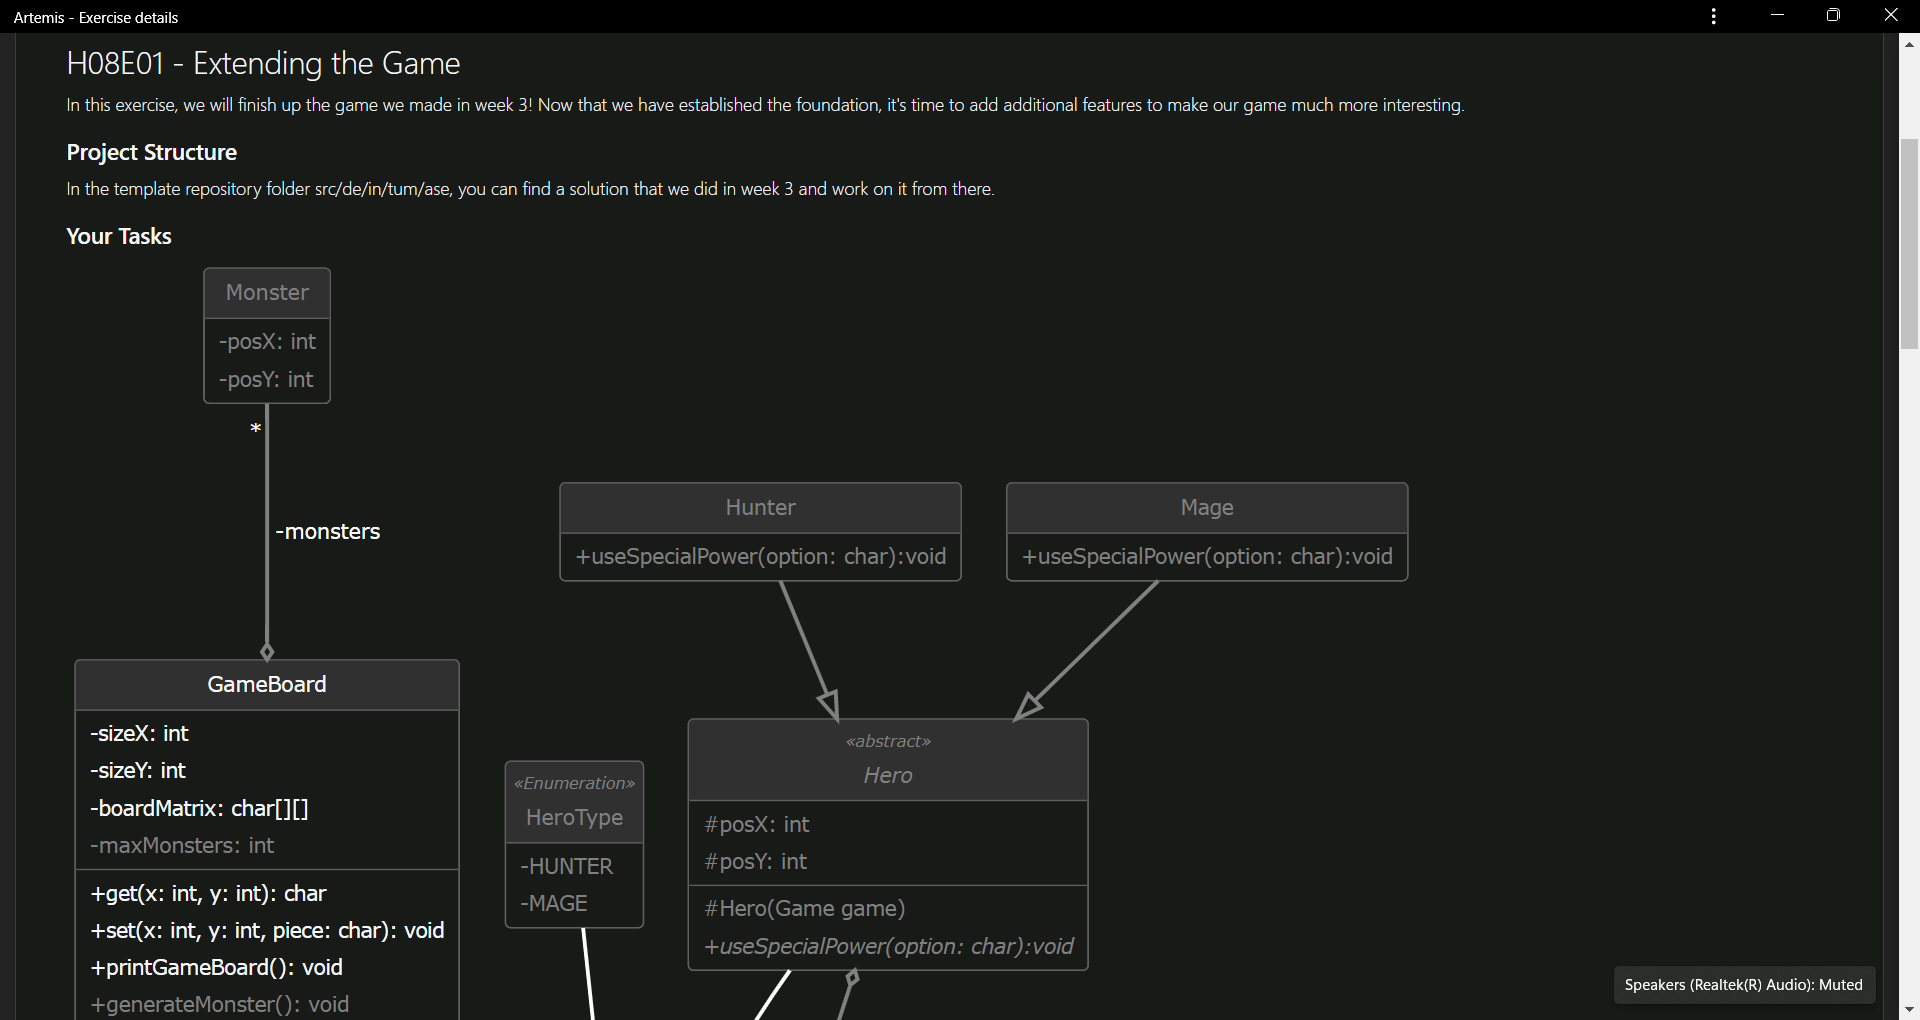 Artemis - Exercise details
H08E01 - Extending the Game
In this exercise, we will finish up the game we made in week 3! Now that we have established the foundation, it's time to add additional features to make our game much more interesting.
Project Structure
In the template repository folder src/de/in/tum/ase, you can find a solution that we did in week 3 and work on it from there.
Your Tasks
Monster
-posX: int
-posY: int
*
-monsters
Hunter
+useSpecialPower(option: char):void
Mage
+useSpecialPower(option: char):void
GameBoard
-sizeX: int
-sizeY: int
-boardMatrix: char[][]
-maxMonsters: int
+get(x: int, y: int): char
+set(x: int, y: int, piece: char): void
+printGameBoard(): void
+generateMonster(): void
«Enumeration»
HeroType
-HUNTER
-MAGE
«abstract»
Hero
#posX: int
#posY: int
#Hero(Game game)
+useSpecialPower(option: char):void
Speakers (Realtek(R) Audio): Muted